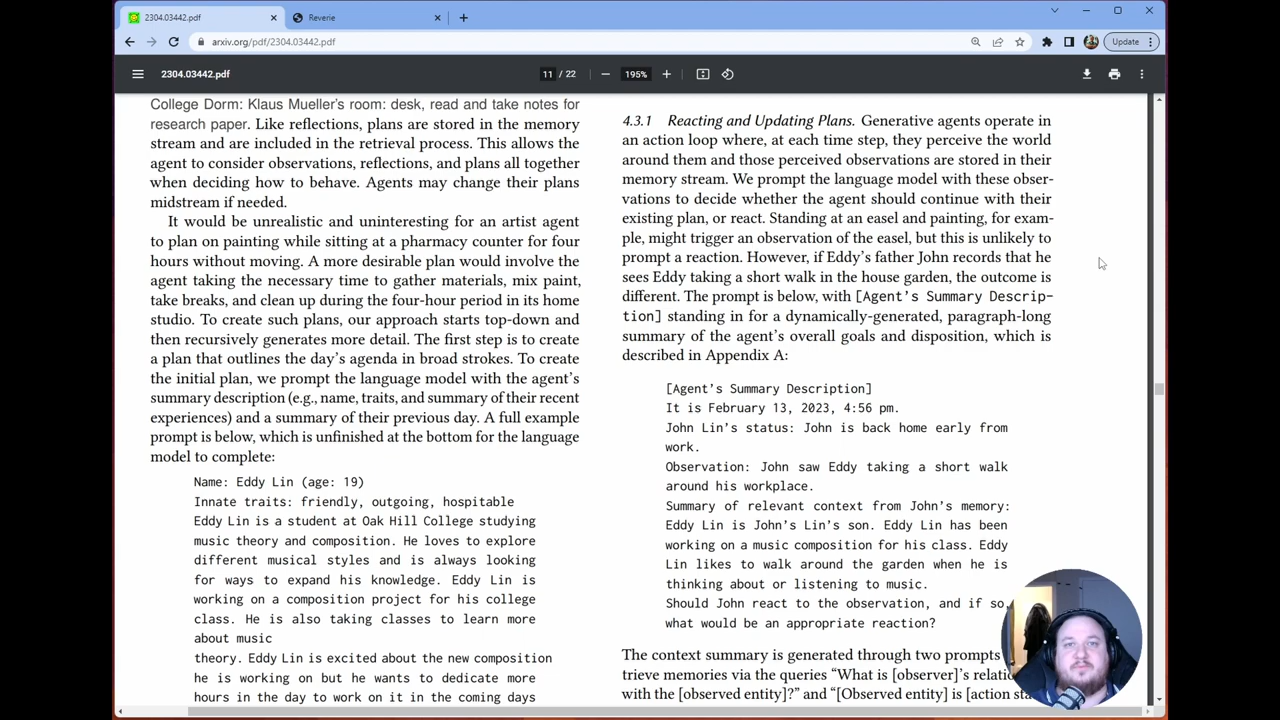 2304.03442.pdf
Reverie
arxiv.org/pdf/2304.03442.pdf
Update
2304.03442.pdf
11 / 22
195%
College Dorm: Klaus Mueller's room: desk, read and take notes for
research paper. Like reflections, plans are stored in the memory
stream and are included in the retrieval process. This allows the
agent to consider observations, reflections, and plans all together
when deciding how to behave. Agents may change their plans
midstream if needed.
It would be unrealistic and uninteresting for an artist agent
to plan on painting while sitting at a pharmacy counter for four
hours without moving. A more desirable plan would involve the
agent taking the necessary time to gather materials, mix paint,
take breaks, and clean up during the four-hour period in its home
studio. To create such plans, our approach starts top-down and
then recursively generates more detail. The first step is to create
a plan that outlines the day's agenda in broad strokes. To create
the initial plan, we prompt the language model with the agent's
summary description (e.g., name, traits, and summary of their recent
experiences) and a summary of their previous day. A full example
prompt is below, which is unfinished at the bottom for the language
model to complete:
Name: Eddy Lin (age: 19)
Innate traits: friendly, outgoing, hospitable
Eddy Lin is a student at Oak Hill College studying
music theory and composition. He loves to explore
different musical styles and is always looking
for ways to expand his knowledge. Eddy Lin is
working on a composition project for his college
class. He is also taking classes to learn more
about music
theory. Eddy Lin is excited about the new composition
he is working on but he wants to dedicate more
hours in the day to work on it in the coming days
4.3.1 Reacting and Updating Plans. Generative agents operate in
an action loop where, at each time step, they perceive the world
around them and those perceived observations are stored in their
memory stream. We prompt the language model with these obser-
vations to decide whether the agent should continue with their
existing plan, or react. Standing at an easel and painting, for exam-
ple, might trigger an observation of the easel, but this is unlikely to
prompt a reaction. However, if Eddy's father John records that he
sees Eddy taking a short walk in the house garden, the outcome is
different. The prompt is below, with [Agent's Summary Descrip-
tion] standing in for a dynamically-generated, paragraph-long
summary of the agent's overall goals and disposition, which is
described in Appendix A:
[Agent's Summary Description]
It is February 13, 2023, 4:56 pm.
John Lin's status: John is back home early from
work.
Observation: John saw Eddy taking a short walk
around his workplace.
Summary of relevant context from John's memory:
Eddy Lin is John's Lin's son. Eddy Lin has been
working on a music composition for his class. Eddy
Lin likes to walk around the garden when he is
thinking about or listening to music.
Should John react to the observation, and if so,
what would be an appropriate reaction?
The context summary is generated through two prompts
trieve memories via the queries "What is [observer]'s
with the [observed entity]?" and "[Observed entity] is [action